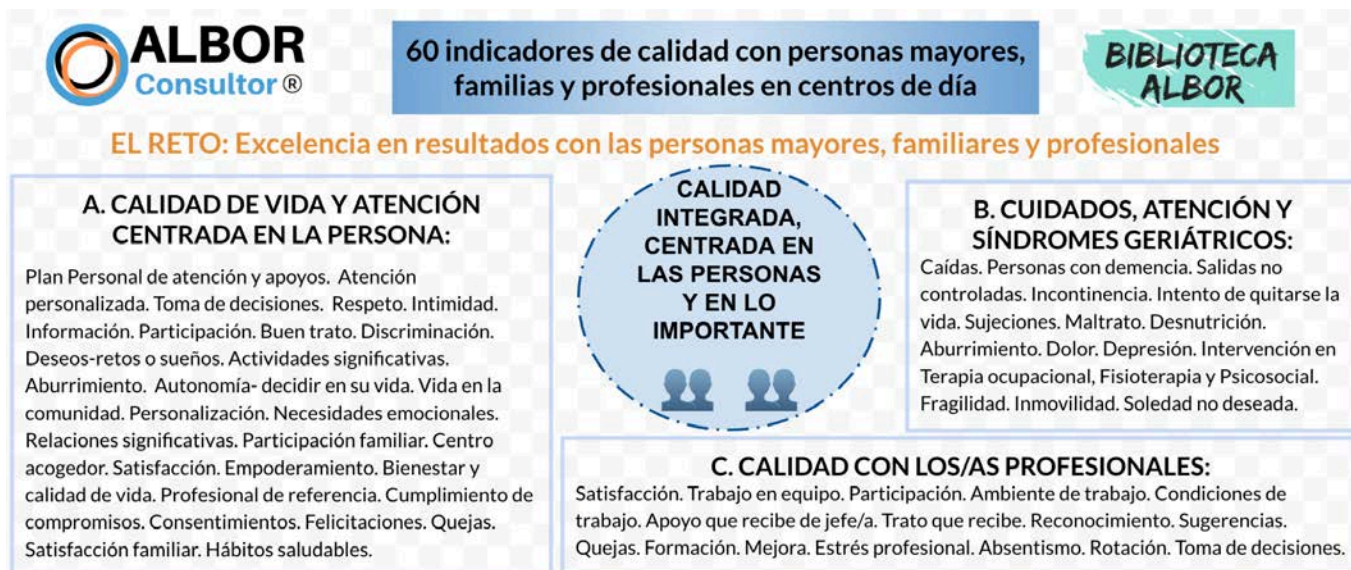 ALBOR
Consultor ®
60 indicadores de calidad con personas mayores,
familias y profesionales en centros de día
BIBLIOTECA
ALBOR
EL RETO: Excelencia en resultados con las personas mayores, familiares y profesionales
A. CALIDAD DE VIDA Y ATENCIÓN
CENTRADA EN LA PERSONA:
Plan Personal de atención y apoyos. Atención
personalizada. Toma de decisiones. Respeto. Intimidad.
Información. Participación. Buen trato. Discriminación.
Deseos-retos o sueños. Actividades significativas.
Aburrimiento. Autonomía- decidir en su vida. Vida en la
comunidad. Personalización. Necesidades emocionales.
Relaciones significativas. Participación familiar. Centro
acogedor. Satisfacción. Empoderamiento. Bienestar y
calidad de vida. Profesional de referencia. Cumplimiento de
compromisos. Consentimientos. Felicitaciones. Quejas.
Satisfacción familiar. Hábitos saludables.
CALIDAD
INTEGRADA,
CENTRADA EN
LAS PERSONAS
Y EN LO
IMPORTANTE
B. CUIDADOS, ATENCIÓN Y
SÍNDROMES GERIÁTRICOS:
Caídas. Personas con demencia. Salidas no
controladas. Incontinencia. Intento de quitarse la
vida. Sujeciones. Maltrato. Desnutrición.
Aburrimiento. Dolor. Depresión. Intervención en
Terapia ocupacional, Fisioterapia y Psicosocial.
Fragilidad. Inmovilidad. Soledad no deseada.
C. CALIDAD CON LOS/AS PROFESIONALES:
Satisfacción. Trabajo en equipo. Participación. Ambiente de trabajo. Condiciones de
trabajo. Apoyo que recibe de jefe/a. Trato que recibe. Reconocimiento. Sugerencias.
Quejas. Formación. Mejora. Estrés profesional. Absentismo. Rotación. Toma de decisiones.